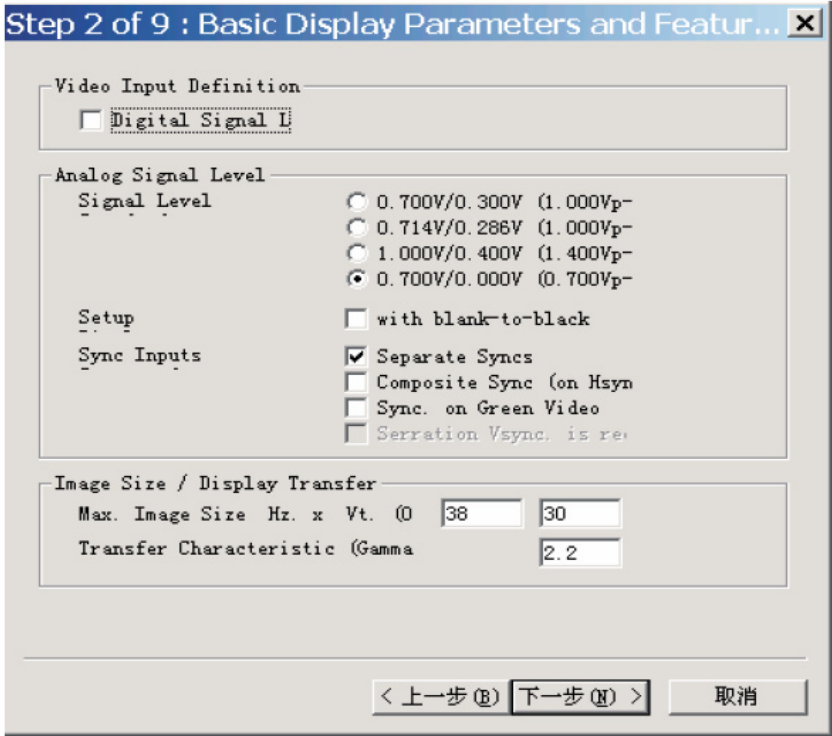 Step 2 of 9 : Basic Display Parameters and Featur...
Video Input Definition
Digital Signal L
Analog Signal Level
Signal Level
0.700V/0.300V (1.000Vp-
0.714V/0.286V (1.000Vp-
1.000V/0.400V (1.400Vp-
0.700V/0.000V (0.700Vp-
Setup
with blank-to-black
Sync Inputs
Separate Syncs
Composite Sync (on Hsyn
Sync. on Green Video
Serration Vsync. is re
Image Size / Display Transfer
Max. Image Size Hz. x Vt. (0 38 30
Transfer Characteristic (Gamma 2.2
< 上一步(B) 下一步(N) > 取消